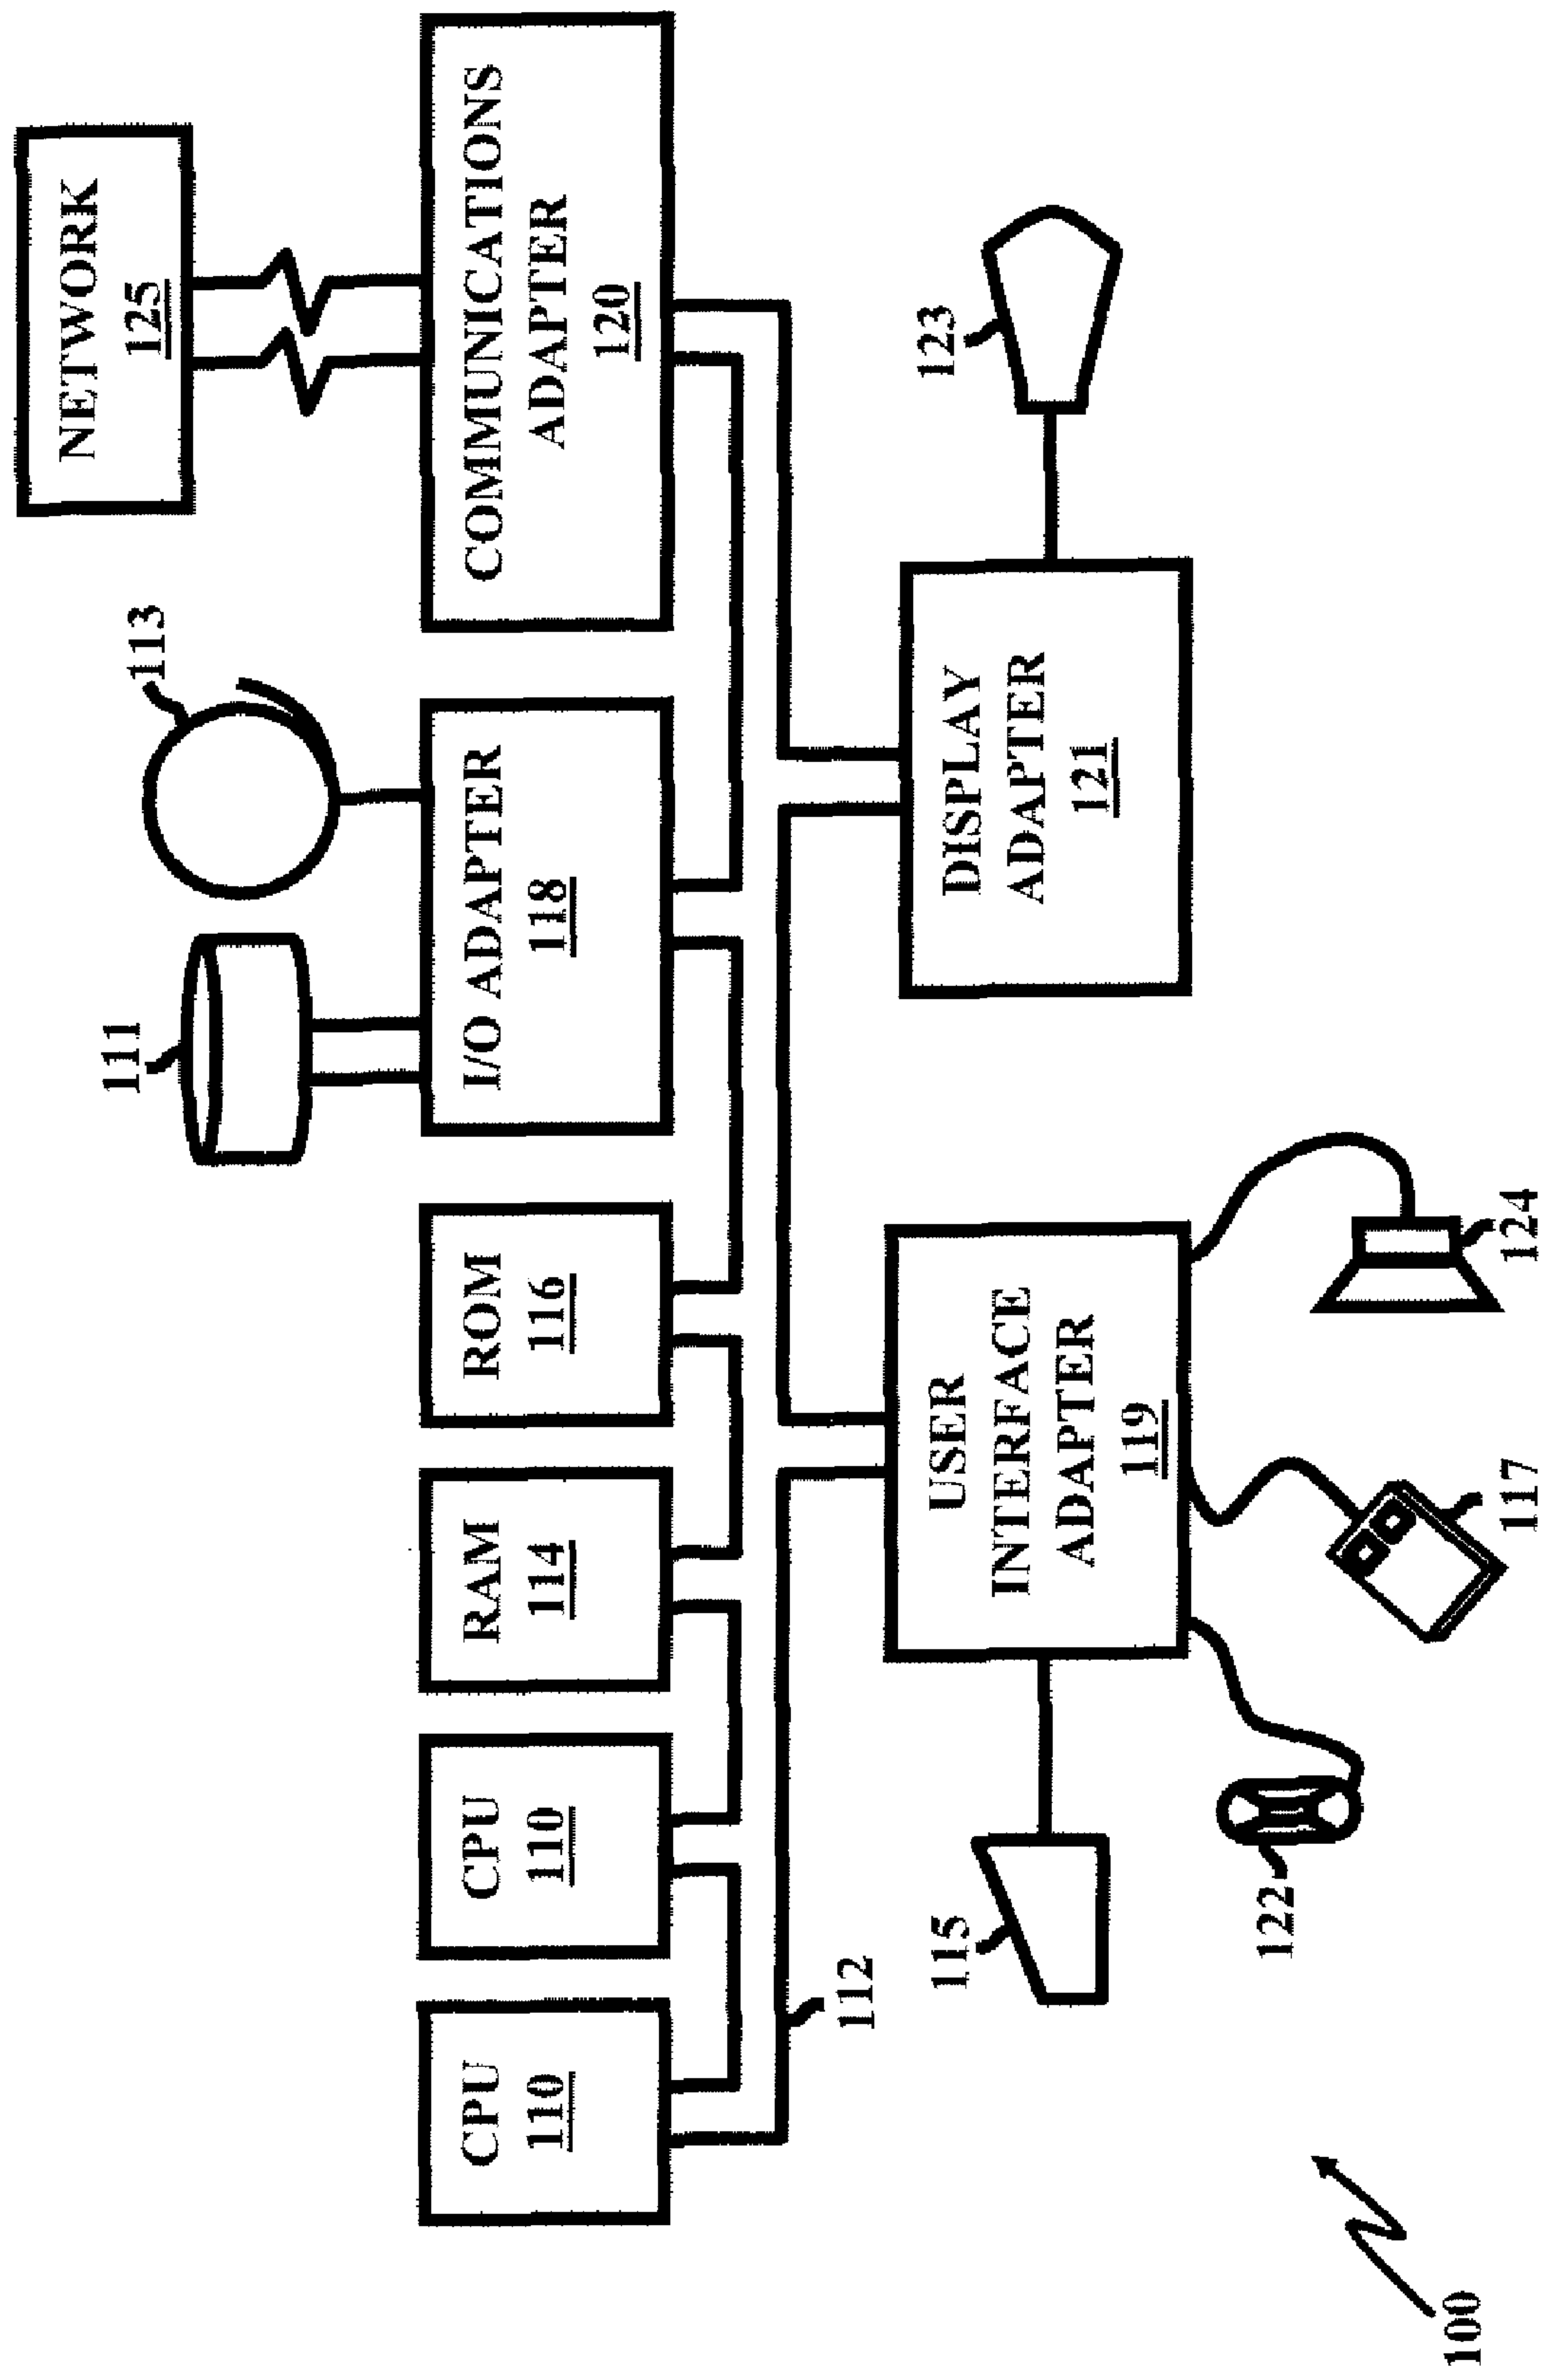 NETWORK
125
111
113
CPU
110
CPU
110
RAM
114
ROM
116
I/O ADAPTER
118
COMMUNICATIONS
ADAPTER
120
112
115
USER
INTERFACE
ADAPTER
119
DISPLAY
ADAPTER
121
123
122
117
124
100